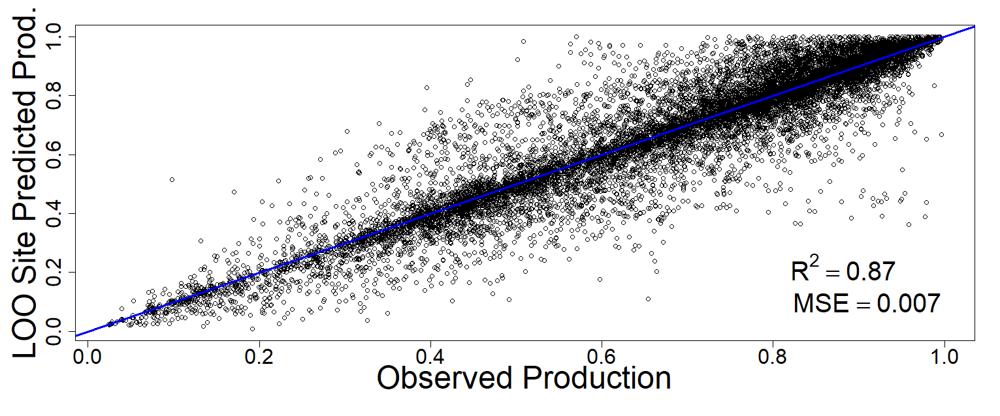 LOO Site Predicted Prod.
1.0
0.8
0.6
0.4
0.2
0.0
R² = 0.87
MSE = 0.007
0.0 0.2 0.4 0.6 0.8 1.0
Observed Production